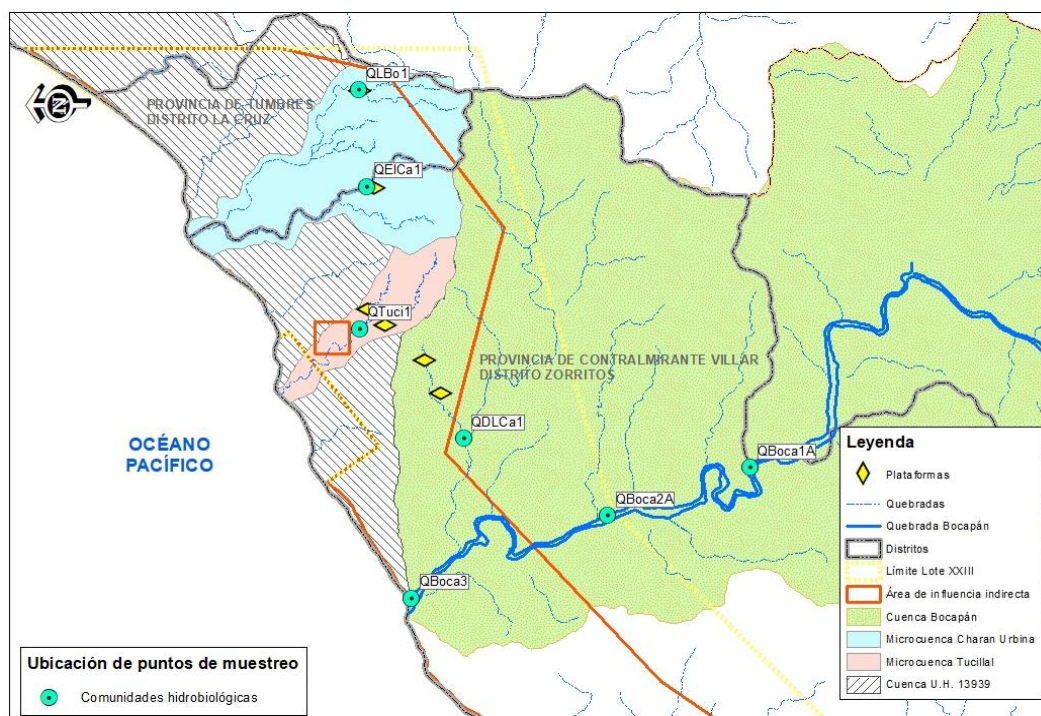 QLBo1
PROVINCIA DE TUMBRES
DISTRITO LA CRUZ
N
QElCa1
QTuci1
PROVINCIA DE CONTRALMIRANTE VILLAR
DISTRITO ZORRITOS
QDLCa1
OCÉANO
PACÍFICO
QBoca1A
QBoca2A
QBoca3
Leyenda
Plataformas
Quebradas
Quebrada Bocapán
Distritos
Límite Lote XXIII
Área de influencia indirecta
Cuenca Bocapán
Microcuenca Charan Urbina
Microcuenca Tucillal
Cuenca U.H. 13939
Ubicación de puntos de muestreo
Comunidades hidrobiológicas